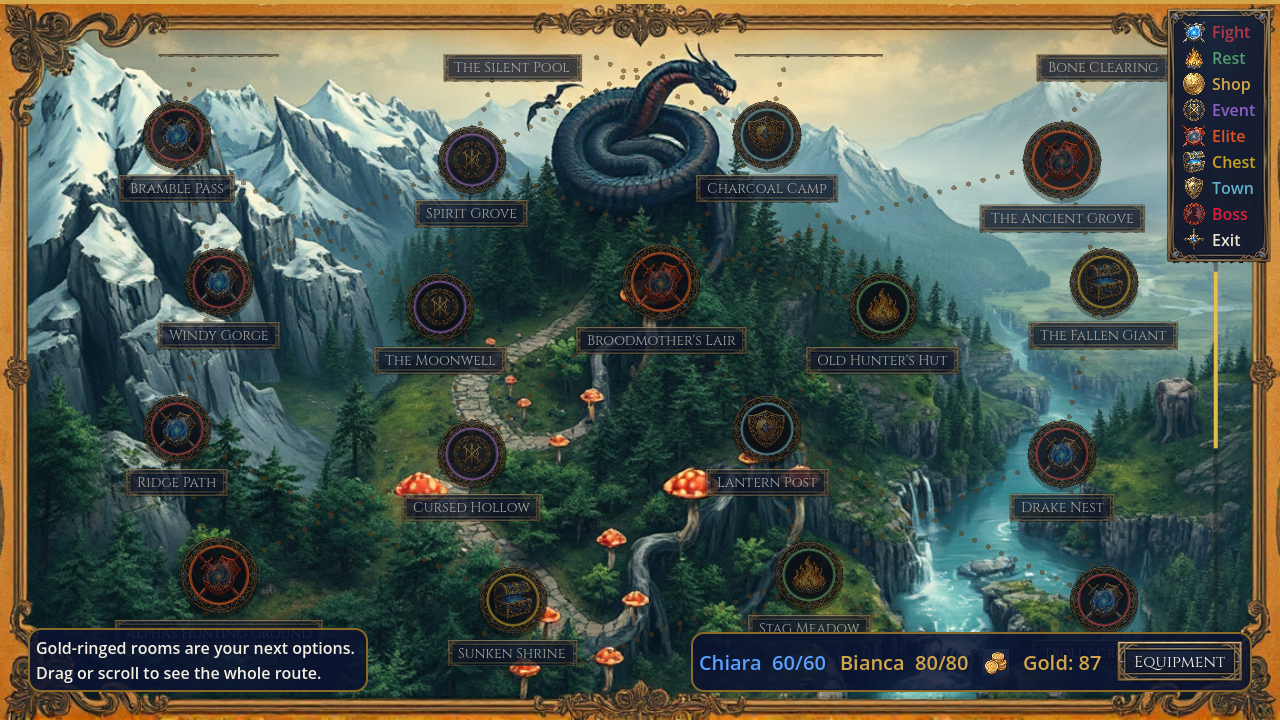 THE SILENT POOL
BONE CLEARING
Fight
Rest
Shop
Event
Elite
Chest
Town
Boss
Exit
BRAMBLE PASS
SPIRIT GROVE
CHARCOAL CAMP
THE ANCIENT GROVE
WINDY GORGE
THE MOONWELL
BROODMOTHER'S LAIR
OLD HUNTER'S HUT
THE FALLEN GIANT
RIDGE PATH
CURSED HOLLOW
LANTERN POST
DRAKE NEST
ALPHA'S HUNTING GROUND
SUNKEN SHRINE
STAG MEADOW
Gold-ringed rooms are your next options.
Drag or scroll to see the whole route.
Chiara 60/60 Bianca 80/80 Gold: 87 EQUIPMENT